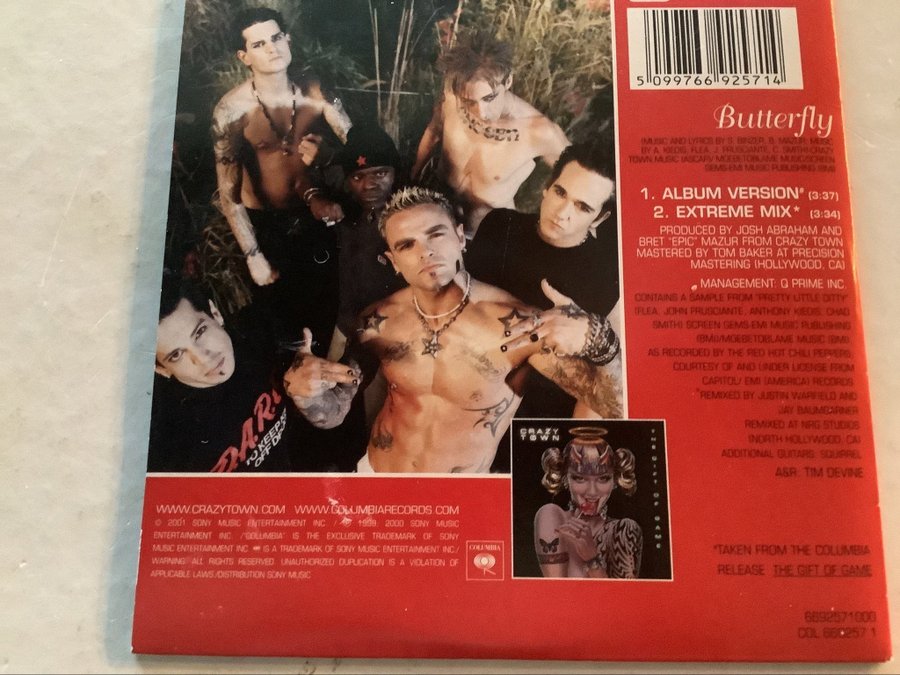 5 099766 925714
Butterfly
(MUSIC AND LYRICS BY S. BINZER, B. MAZUR; MUSIC
BY A. KIEDIS, FLEA, J. FRUSCIANTE, C. SMITH)-CRAZY
TOWN MUSIC (ASCAP)/ MOEBETOBLAME MUSIC/SCREEN
GEMS-EMI MUSIC PUBLISHING (BMI)
1. ALBUM VERSION* (3:37)
2. EXTREME MIX* (3:34)
PRODUCED BY JOSH ABRAHAM AND
BRET "EPIC" MAZUR FROM CRAZY TOWN
MASTERED BY TOM BAKER AT PRECISION
MASTERING (HOLLYWOOD, CA)
MANAGEMENT: Q PRIME INC
CONTAINS A SAMPLE FROM "PRETTY LITTLE DITTY"
(FLEA, JOHN FRUSCIANTE, ANTHONY KIEDIS, CHAD
SMITH) SCREEN GEMS-EMI MUSIC PUBLISHING
(BMI)/MOEBETOBLAME MUSIC (BMI)
AS RECORDED BY THE RED HOT CHILI PEPPERS,
COURTESY OF AND UNDER LICENSE FROM
CAPITOL/ EMI (AMERICA) RECORDS
*REMIXED BY JUSTIN WARFIELD AND
JAY BAUMGARNER
REMIXED AT NRG STUDIOS
(NORTH HOLLYWOOD, CA)
ADDITIONAL GUITARS: SQUIRREL
A&R: TIM DEVINE
D.A.R.
TO KEEP
OFF D
CRAZY
TOWN
THE GIFT OF GAME
WWW.CRAZYTOWN.COM WWW.COLUMBIARECORDS.COM
© 2001 SONY MUSIC ENTERTAINMENT INC. / ℗ 1999, 2000 SONY MUSIC
ENTERTAINMENT INC. /"COLUMBIA" IS THE EXCLUSIVE TRADEMARK OF SONY
MUSIC ENTERTAINMENT INC. IS A TRADEMARK OF SONY MUSIC ENTERTAINMENT INC./
WARNING: ALL RIGHTS RESERVED. UNAUTHORIZED DUPLICATION IS A VIOLATION OF
APPLICABLE LAWS/DISTRIBUTION SONY MUSIC
COLUMBIA
*TAKEN FROM THE COLUMBIA
RELEASE THE GIFT OF GAME
6692571000
COL 669257 1